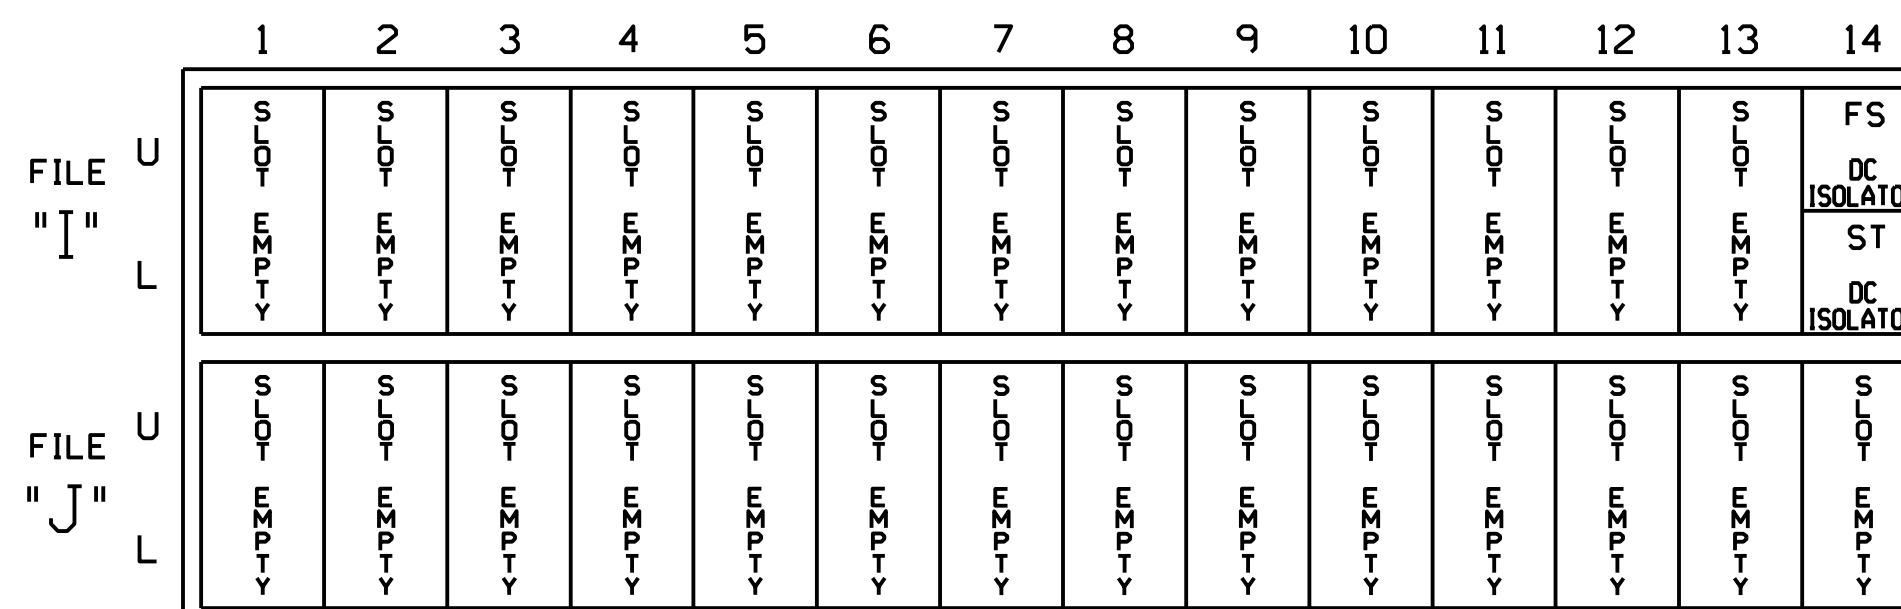 1 2 3 4 5 6 7 8 9 10 11 12 13 14
FILE "I"
U
L
SLOT EMPTY SLOT EMPTY SLOT EMPTY SLOT EMPTY SLOT EMPTY SLOT EMPTY SLOT EMPTY SLOT EMPTY SLOT EMPTY SLOT EMPTY SLOT EMPTY SLOT EMPTY SLOT EMPTY
FS
DC
ISOLATO
ST
DC
ISOLATO
FILE "J"
U
L
SLOT EMPTY SLOT EMPTY SLOT EMPTY SLOT EMPTY SLOT EMPTY SLOT EMPTY SLOT EMPTY SLOT EMPTY SLOT EMPTY SLOT EMPTY SLOT EMPTY SLOT EMPTY SLOT EMPTY SLOT EMPTY